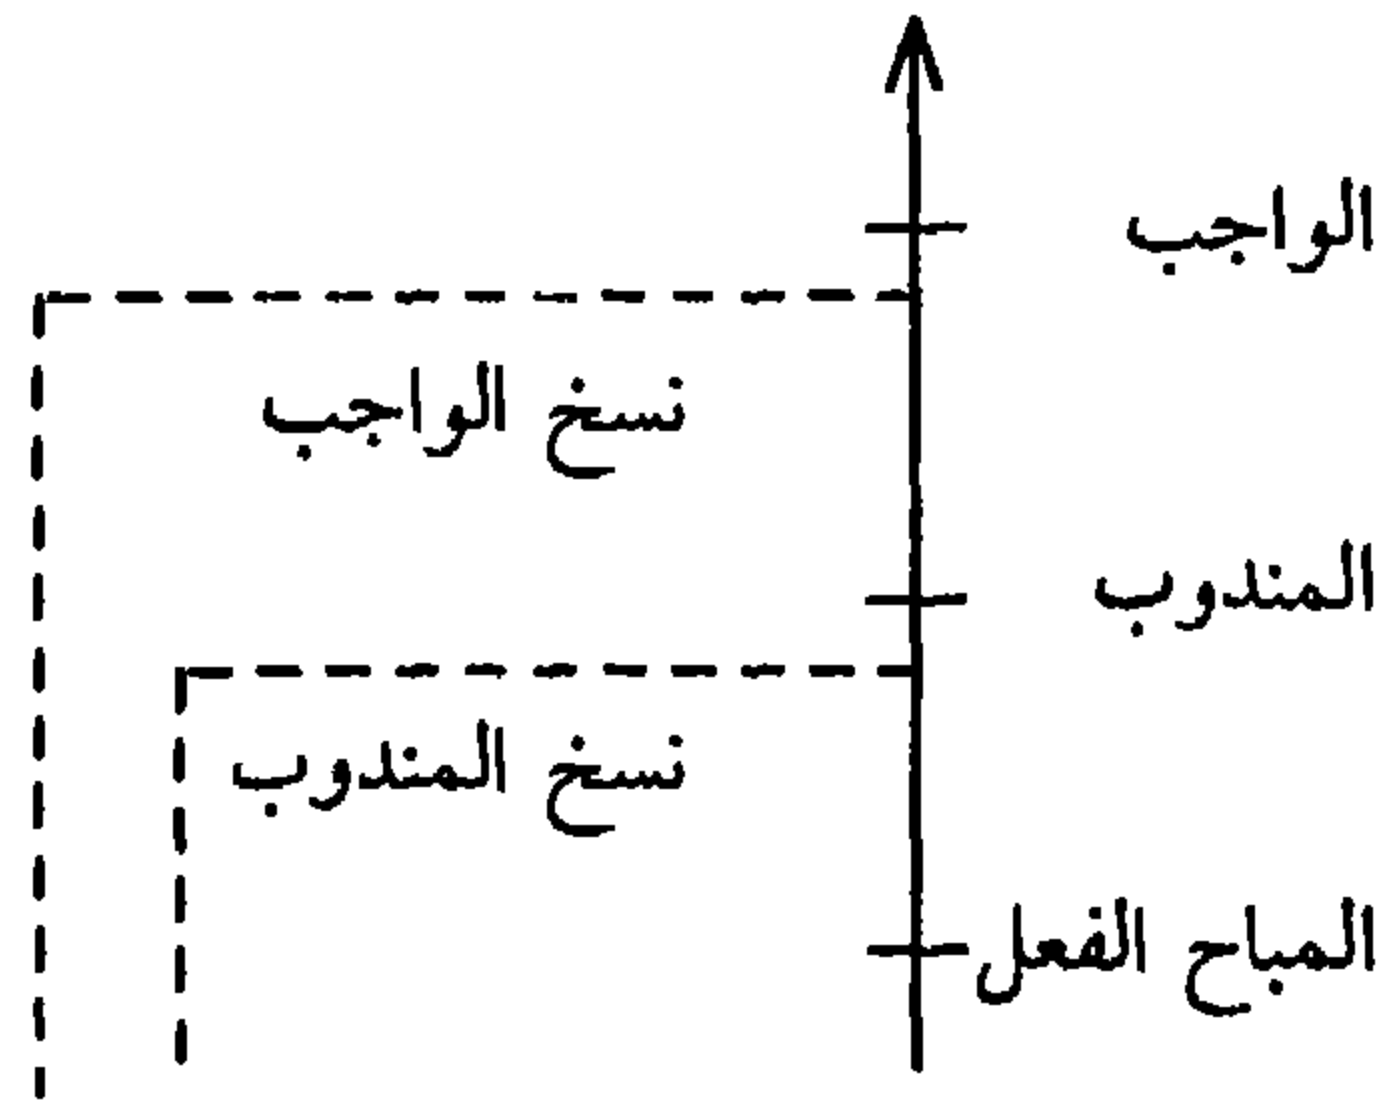 الواجب
نسخ الواجب
المندوب
نسخ المندوب
المباح الفعل